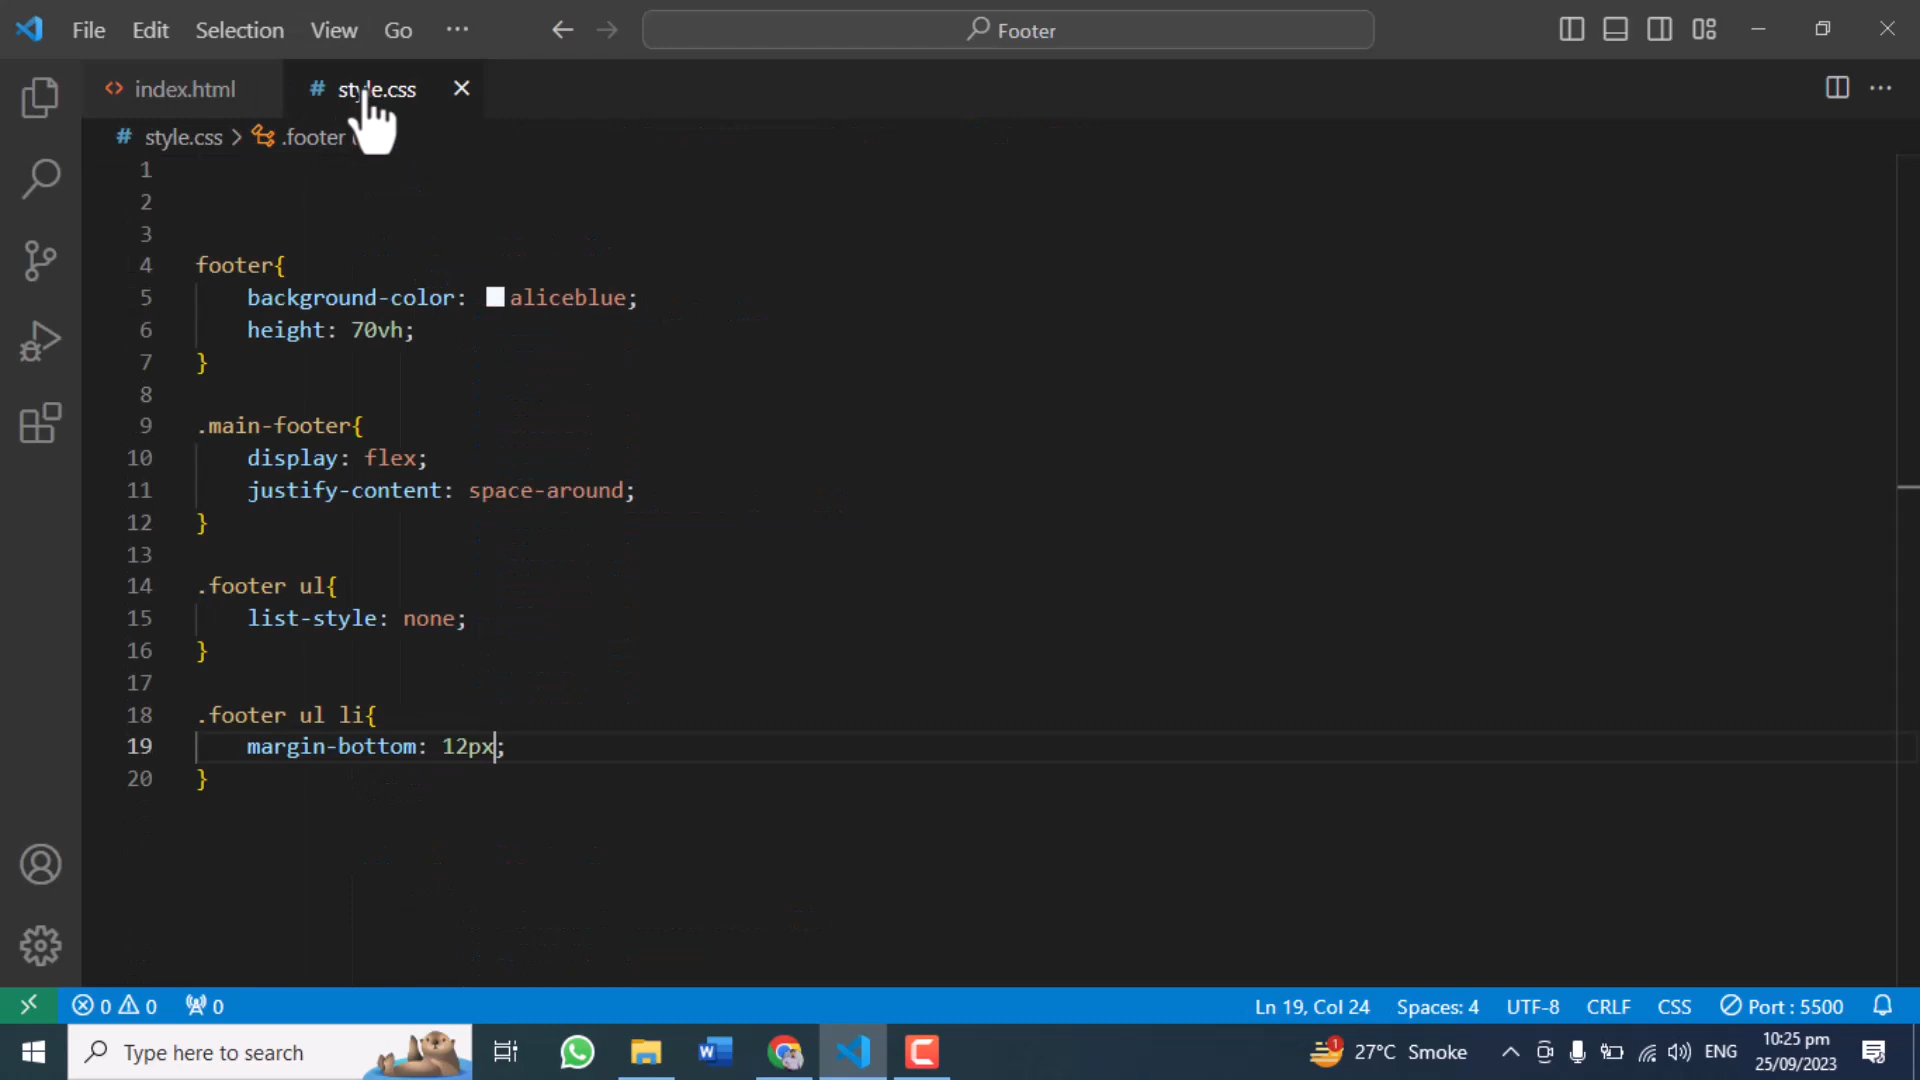 File Edit Selection View Go ···
Footer
<> index.html # style.css
# style.css > .footer
1
2
3
4 footer{
5 background-color: aliceblue;
6 height: 70vh;
7 }
8
9 .main-footer{
10 display: flex;
11 justify-content: space-around;
12 }
13
14 .footer ul{
15 list-style: none;
16 }
17
18 .footer ul li{
19 margin-bottom: 12px;
20 }
0 0 0 Ln 19, Col 24 Spaces: 4 UTF-8 CRLF CSS Port : 5500
Type here to search 1 27°C Smoke ENG 10:25 pm
25/09/2023